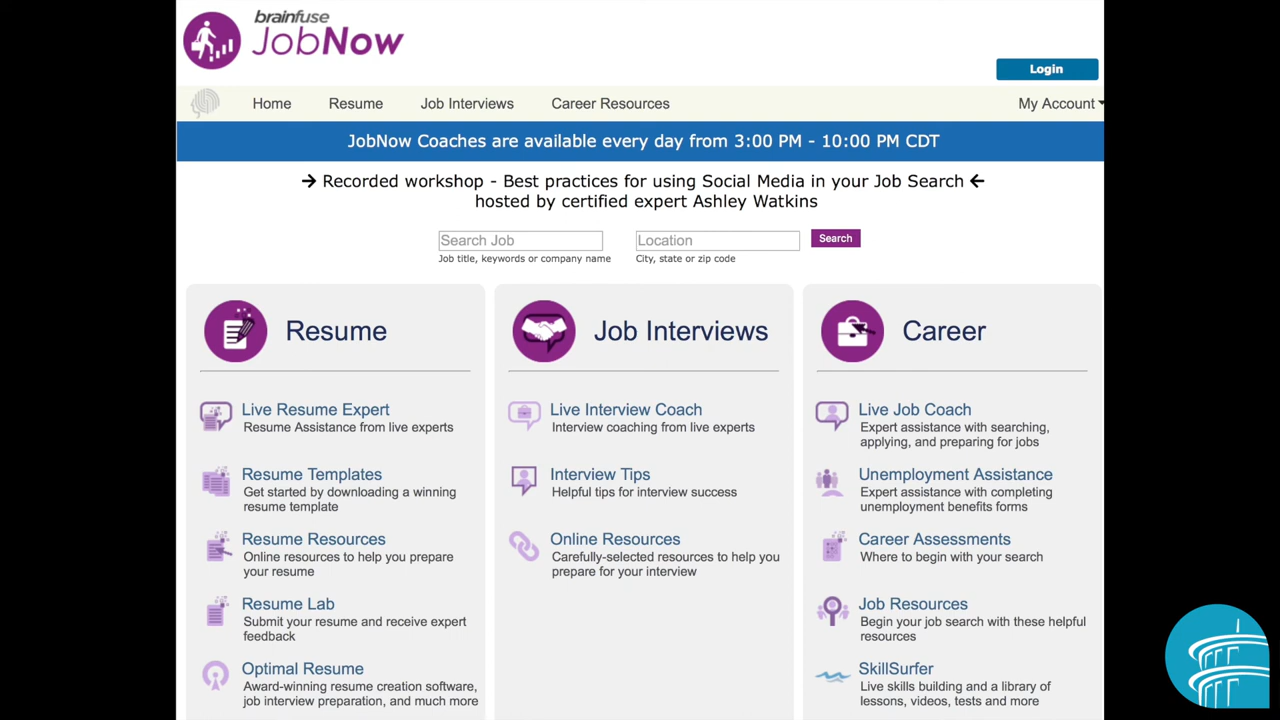 brainfuse
JobNow
Login
Home Resume Job Interviews Career Resources My Account
JobNow Coaches are available every day from 3:00 PM - 10:00 PM CDT
→ Recorded workshop - Best practices for using Social Media in your Job Search ←
hosted by certified expert Ashley Watkins
Search Job Location Search
Job title, keywords or company name City, state or zip code
Resume
Live Resume Expert
Resume Assistance from live experts
Resume Templates
Get started by downloading a winning
resume template
Resume Resources
Online resources to help you prepare
your resume
Resume Lab
Submit your resume and receive expert
feedback
Optimal Resume
Award-winning resume creation software,
job interview preparation, and much more
Job Interviews
Live Interview Coach
Interview coaching from live experts
Interview Tips
Helpful tips for interview success
Online Resources
Carefully-selected resources to help you
prepare for your interview
Career
Live Job Coach
Expert assistance with searching,
applying, and preparing for jobs
Unemployment Assistance
Expert assistance with completing
unemployment benefits forms
Career Assessments
Where to begin with your search
Job Resources
Begin your job search with these helpful
resources
SkillSurfer
Live skills building and a library of
lessons, videos, tests and more